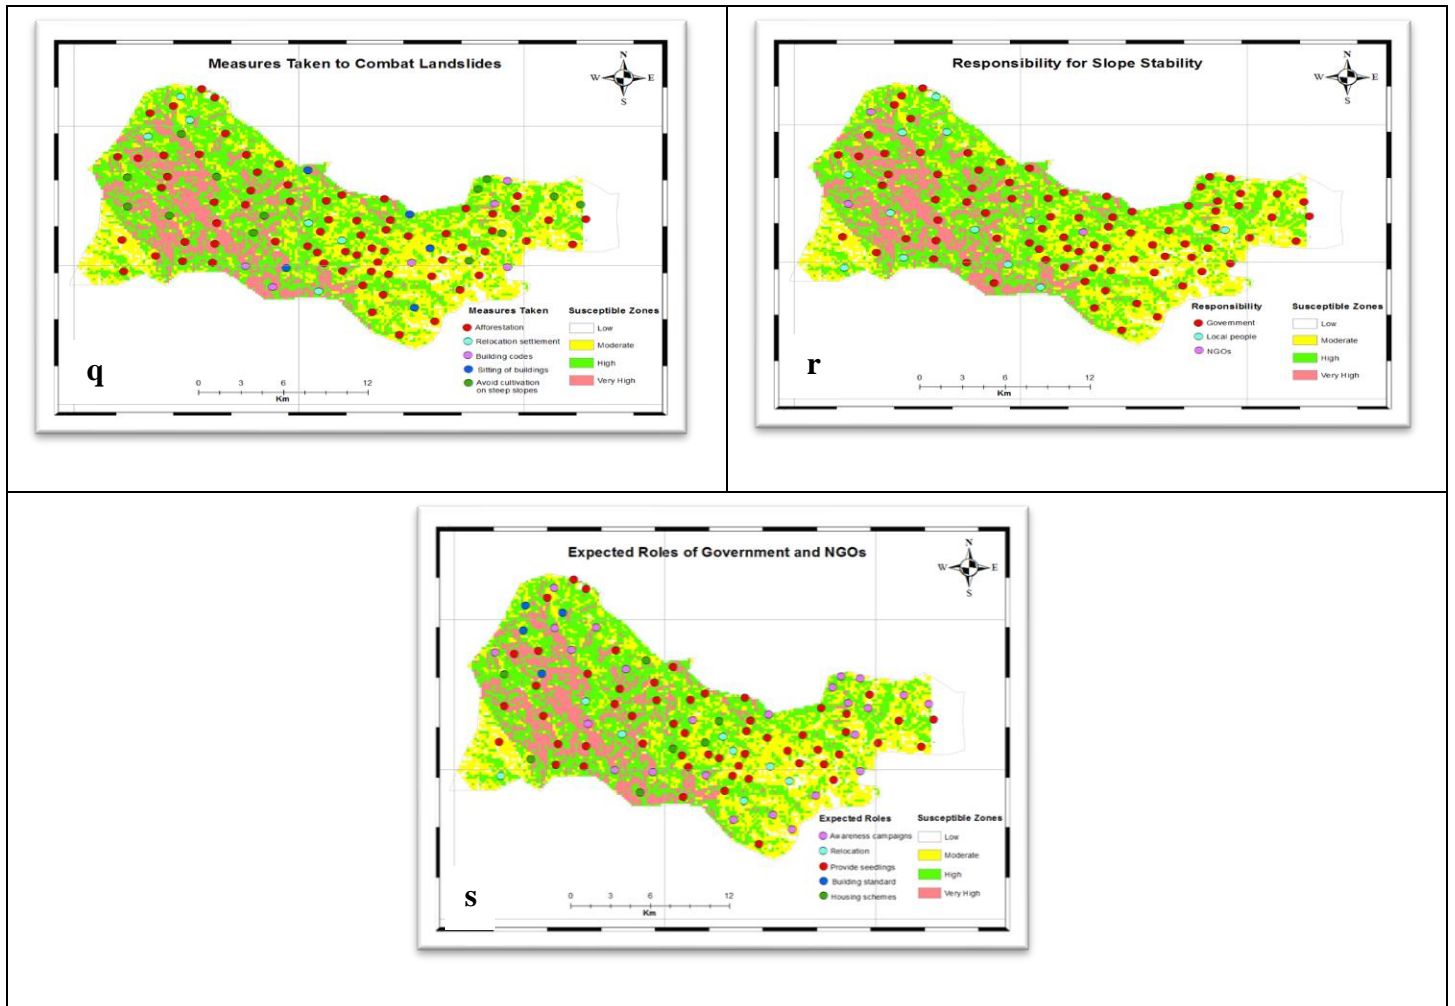 Measures Taken to Combat Landslides
N
W E
S
Measures Taken
Afforestation
Relocation settlement
Building codes
Sitting of buildings
Avoid cultivation
on steep slopes
Susceptible Zones
Low
Moderate
High
Very High
q
0 3 6 12
Km
Responsibility for Slope Stability
N
W E
S
Responsibility
Government
Local people
NGOs
Susceptible Zones
Low
Moderate
High
Very High
r
0 3 6 12
Km
Expected Roles of Government and NGOs
N
W E
S
Expected Roles
Awareness campaigns
Relocation
Provide seedlings
Building standard
Housing schemes
Susceptible Zones
Low
Moderate
High
Very High
s
0 3 6 12
Km